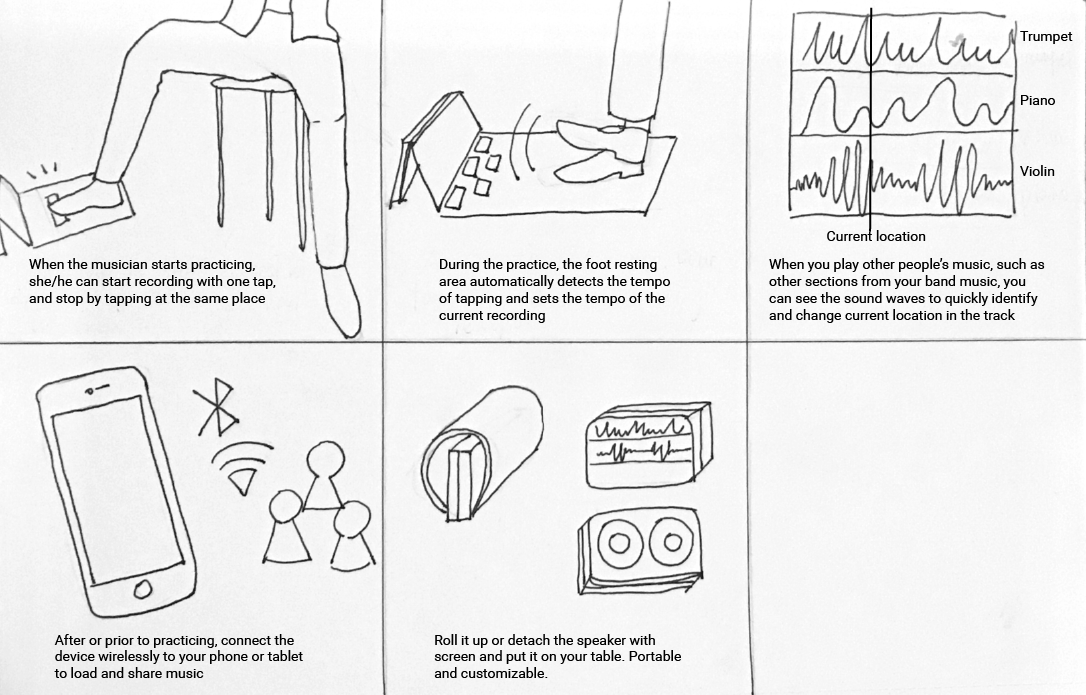 When the musician starts practicing,
she/he can start recording with one tap,
and stop by tapping at the same place
During the practice, the foot resting
area automatically detects the tempo
of tapping and sets the tempo of the
current recording
Trumpet
Piano
Violin
Current location
When you play other people's music, such as
other sections from your band music, you
can see the sound waves to quickly identify
and change current location in the track
After or prior to practicing, connect the
device wirelessly to your phone or tablet
to load and share music
Roll it up or detach the speaker with
screen and put it on your table. Portable
and customizable.